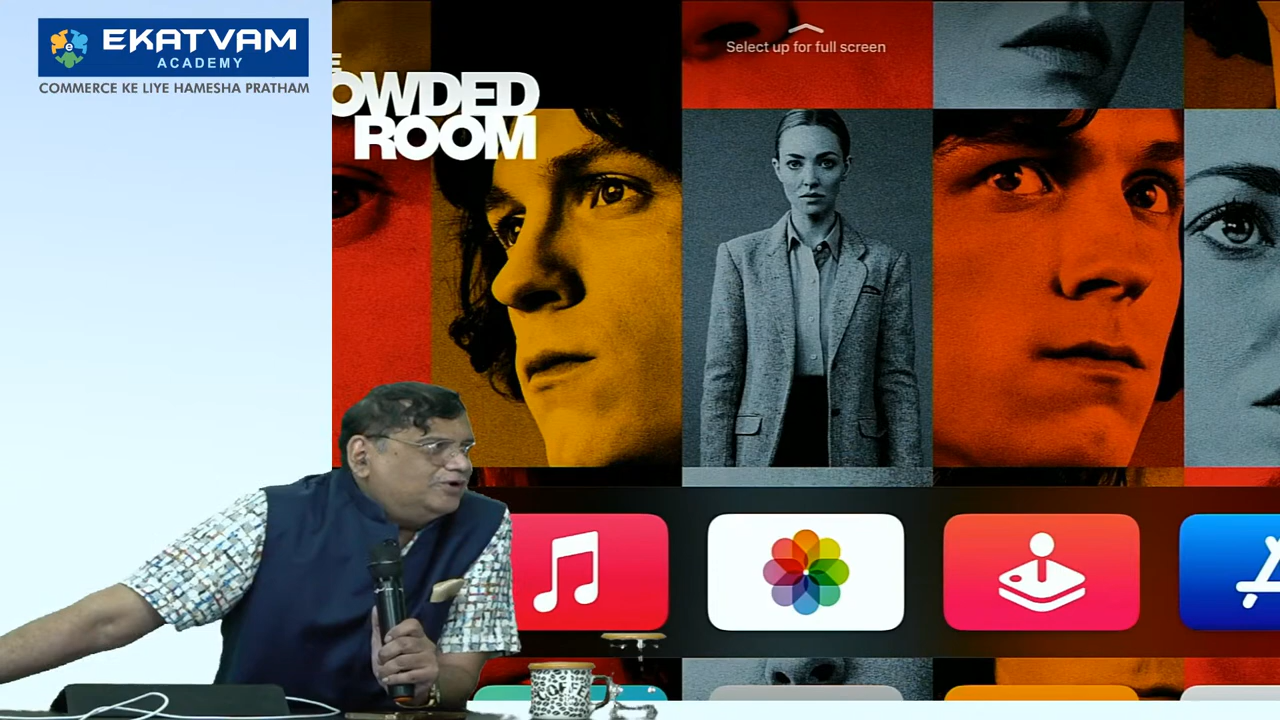 EKATVAM
ACADEMY
COMMERCE KE LIYE HAMESHA PRATHAM
Select up for full screen
OWDED
ROOM